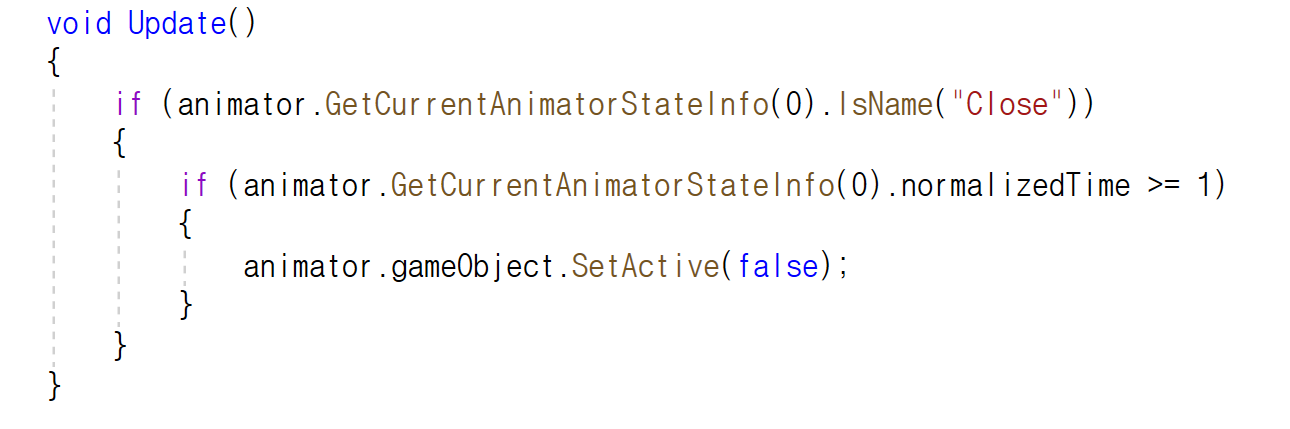 void Update()
{
if (animator.GetCurrentAnimatorStateInfo(0).IsName("Close"))
{
if (animator.GetCurrentAnimatorStateInfo(0).normalizedTime >= 1)
{
animator.gameObject.SetActive(false);
}
}
}